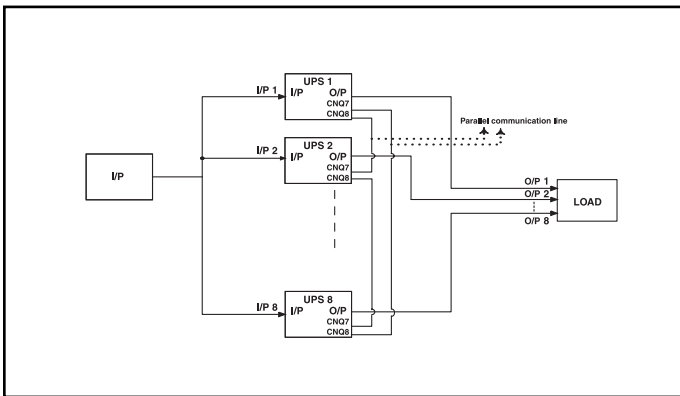 I/P
I/P 1
UPS 1
I/P O/P
CNQ7
CNQ8
Parallel communication line
I/P 2
UPS 2
I/P O/P
CNQ7
CNQ8
O/P 1
O/P 2
O/P 8
LOAD
I/P 8
UPS 8
I/P O/P
CNQ7
CNQ8